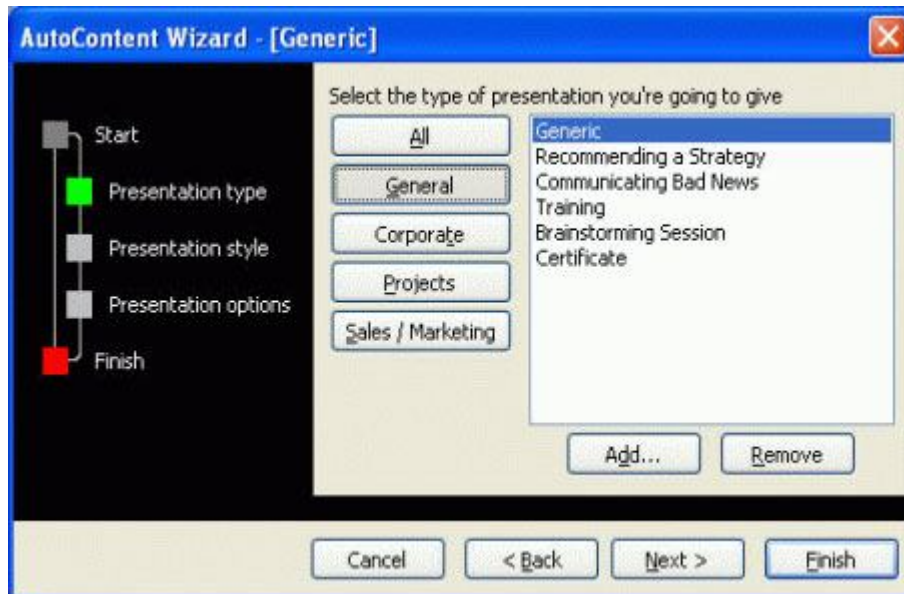 AutoContent Wizard - [Generic]
Select the type of presentation you're going to give
Start
Presentation type
Presentation style
Presentation options
Finish
All
General
Corporate
Projects
Sales / Marketing
Generic
Recommending a Strategy
Communicating Bad News
Training
Brainstorming Session
Certificate
Add...
Remove
Cancel
< Back
Next >
Finish